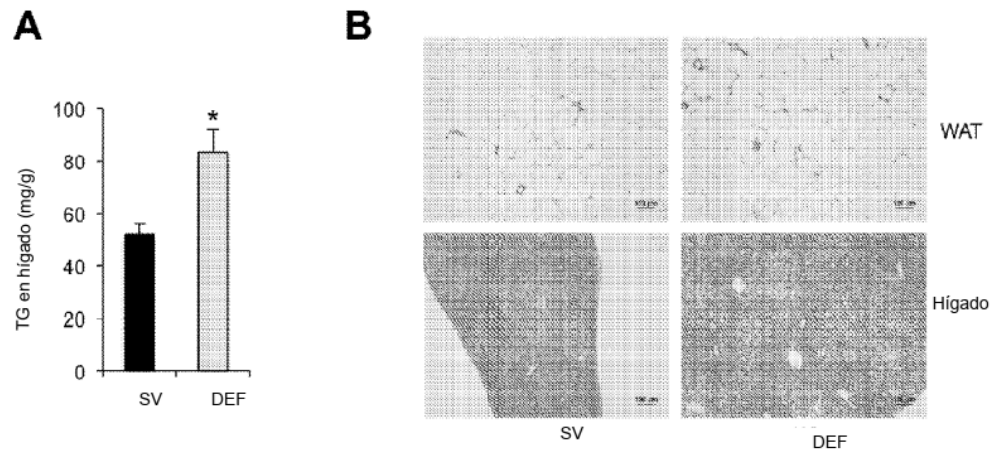 A
B
TG en hígado (mg/g)
100
80
60
40
20
0
*
SV
DEF
WAT
Hígado
SV
DEF